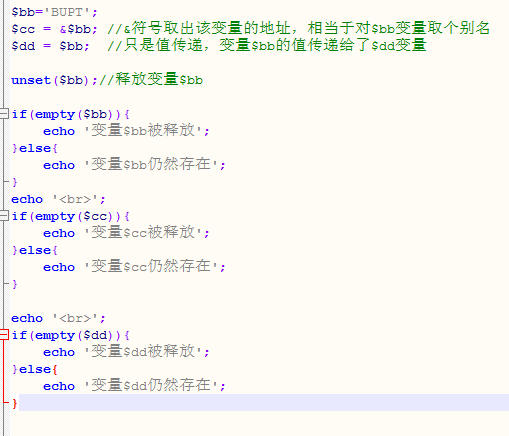 $bb='BUPT';
$cc = &$bb; //&符号取出该变量的地址，相当于对$bb变量取个别名
$dd = $bb;  //只是值传递，变量$bb的值传递给了$dd变量
unset($bb);//释放变量$bb
if(empty($bb)){
    echo '变量$bb被释放';
}else{
    echo '变量$bb仍然存在';
}
echo '<br>';
if(empty($cc)){
    echo '变量$cc被释放';
}else{
    echo '变量$cc仍然存在';
}
echo '<br>';
if(empty($dd)){
    echo '变量$dd被释放';
}else{
    echo '变量$dd仍然存在';
}